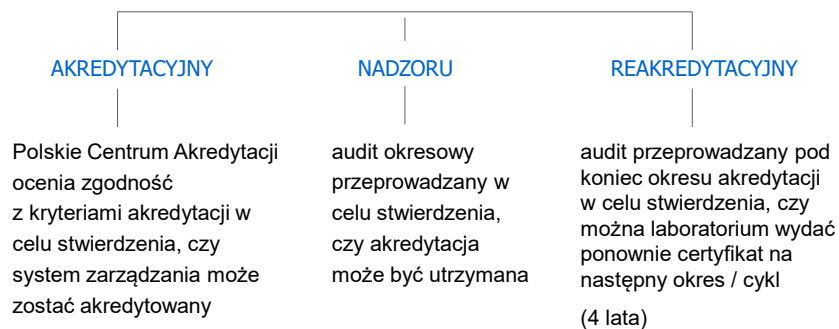 AKREDYTACYJNY
Polskie Centrum Akredytacji
ocenia zgodność
z kryteriami akredytacji w
celu stwierdzenia, czy
system zarządzania może
zostać akredytowany
NADZORU
audit okresowy
przeprowadzany w
celu stwierdzenia,
czy akredytacja
może być utrzymana
REAKREDYTACYJNY
audit przeprowadzany pod
koniec okresu akredytacji
w celu stwierdzenia, czy
można laboratorium wydać
ponownie certyfikat na
następny okres / cykl
(4 lata)